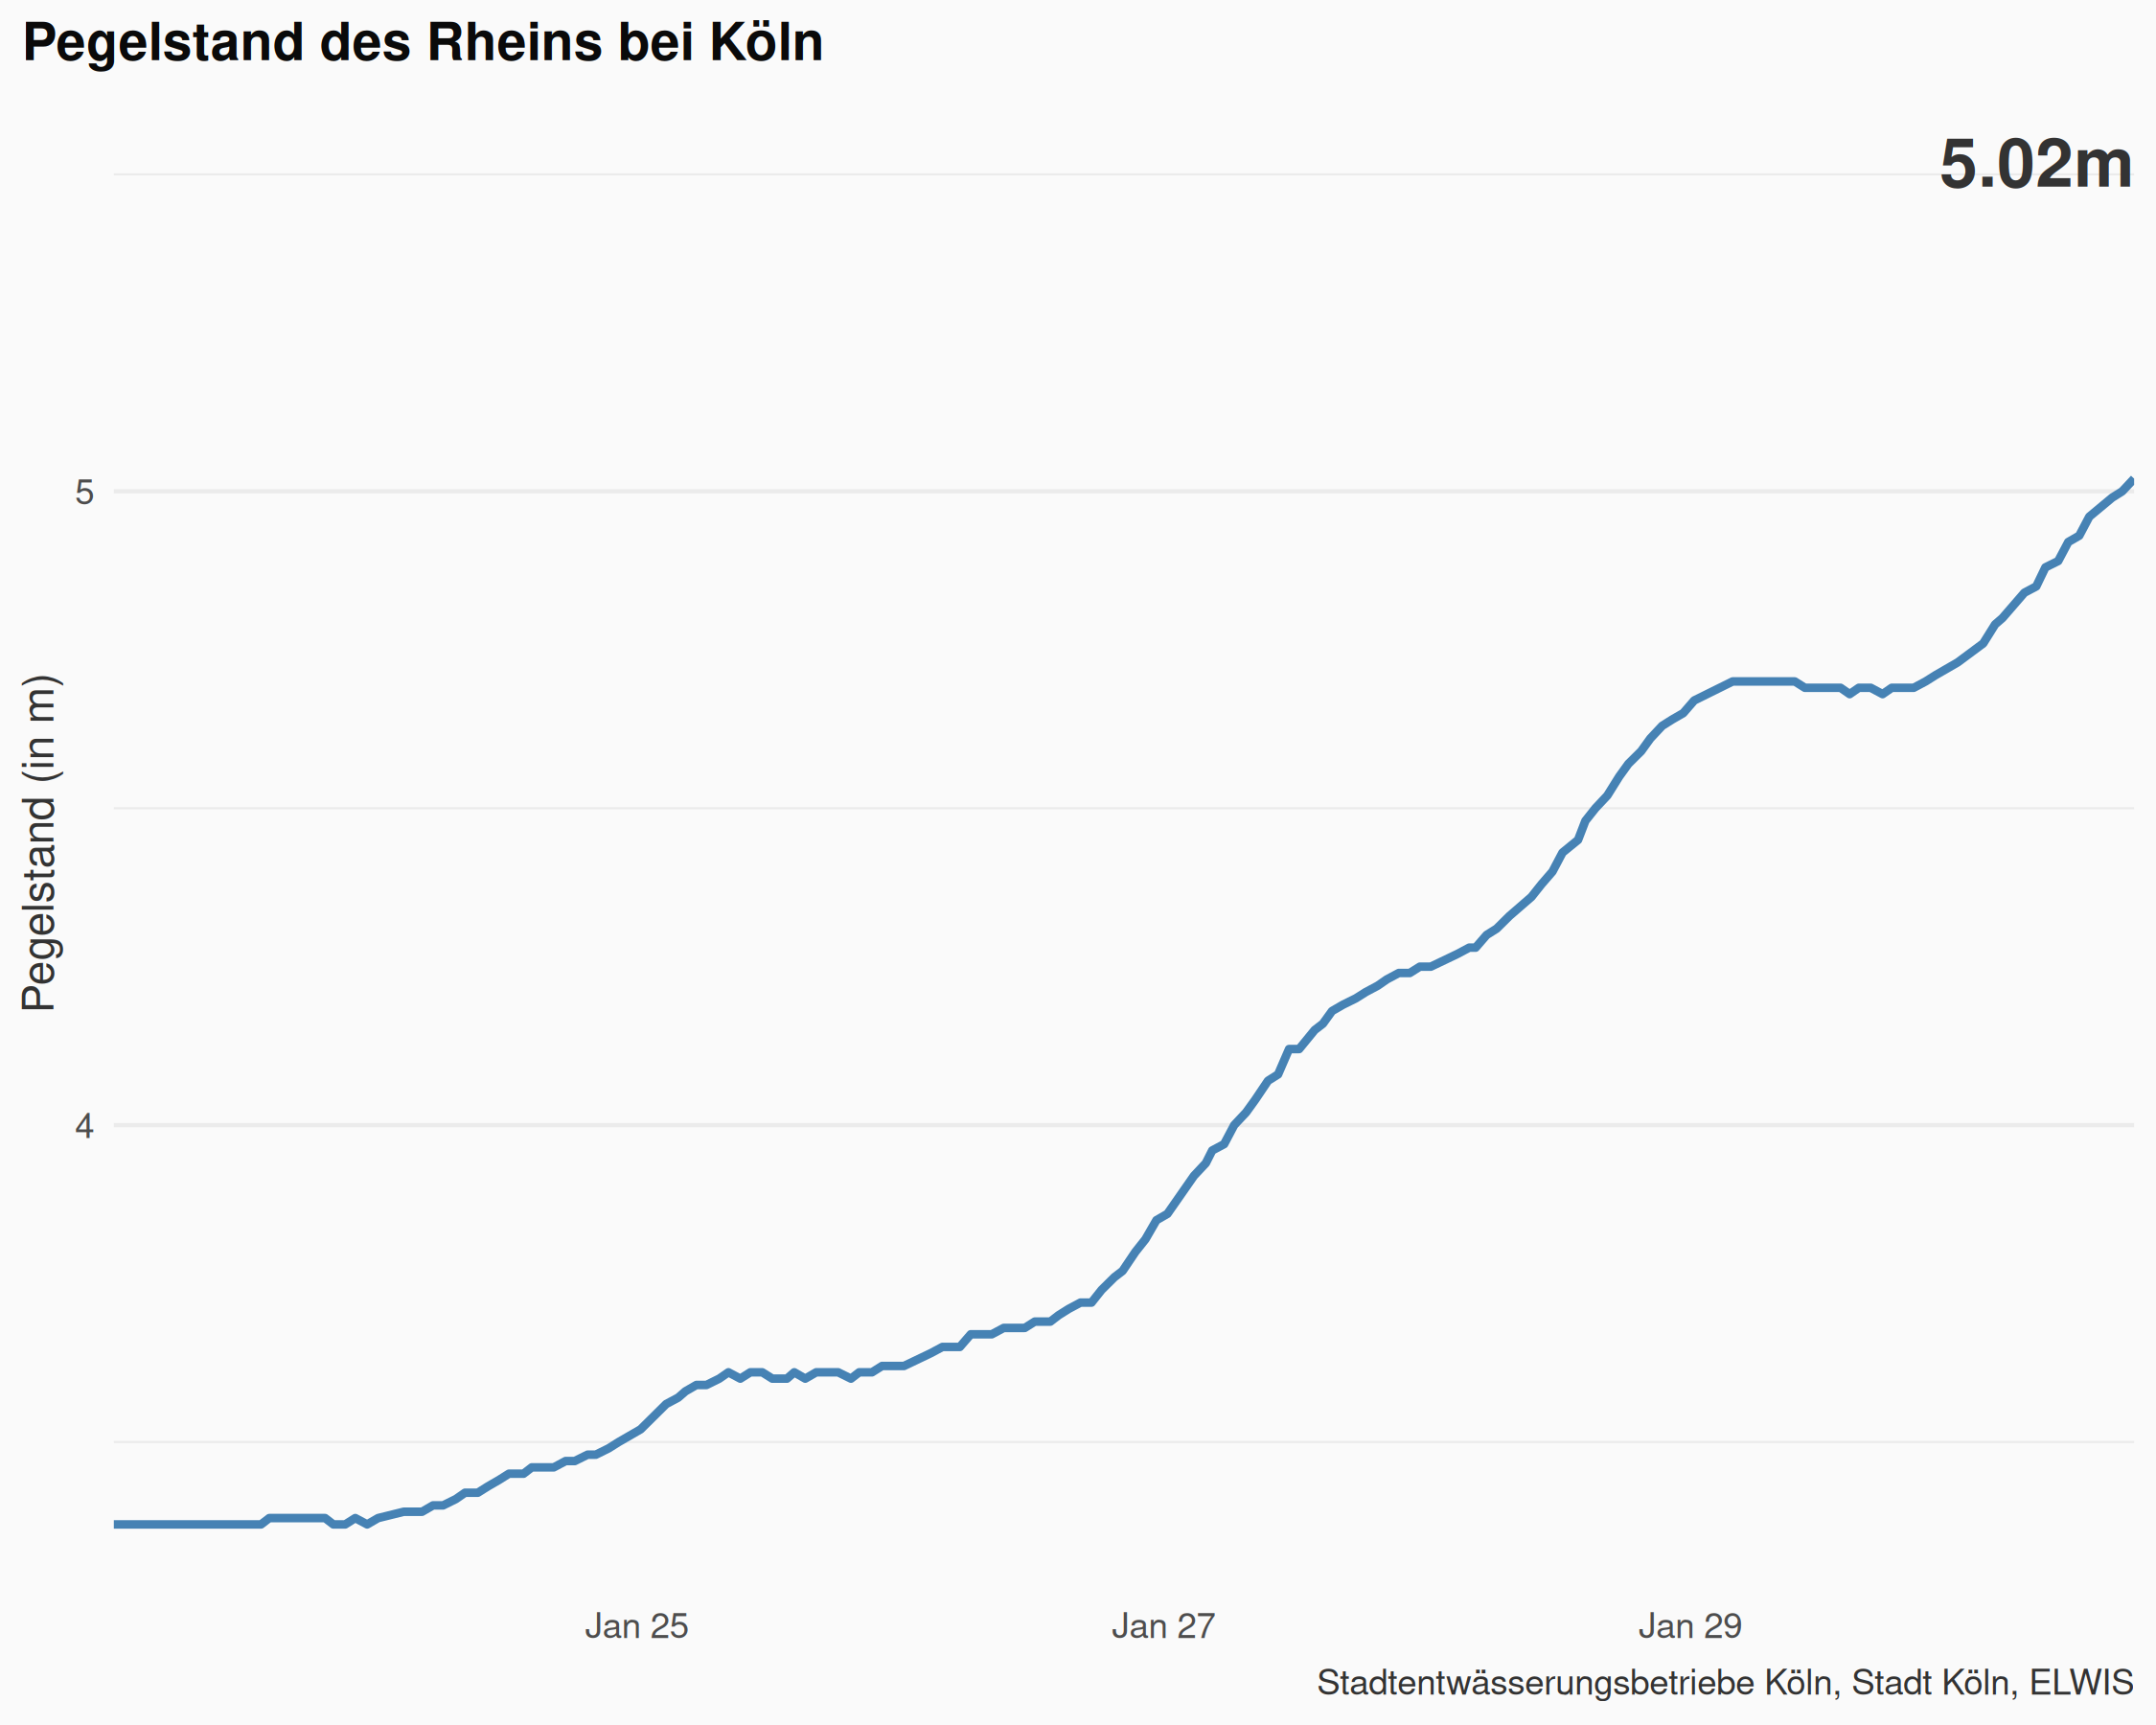 Pegelstand des Rheins bei Köln
5.02m
5
Pegelstand (in m)
4
Jan 25
Jan 27
Jan 29
Stadtentwässerungsbetriebe Köln, Stadt Köln, ELWIS